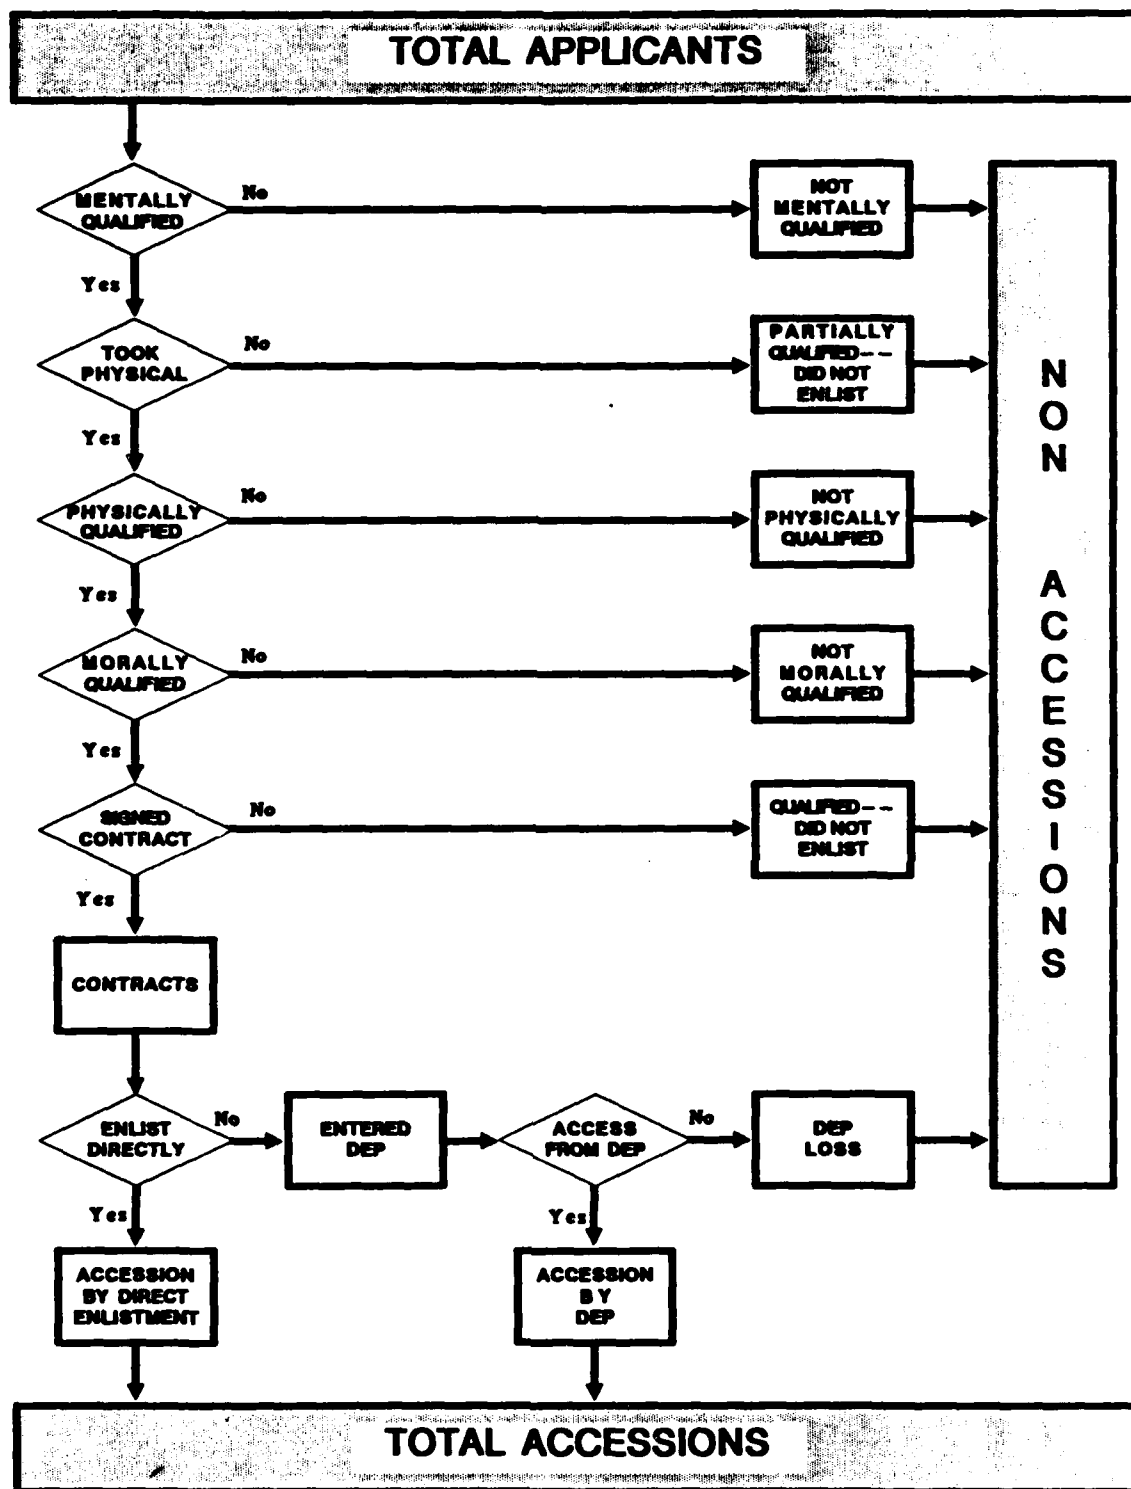 TOTAL APPLICANTS
MENTALLY
QUALIFIED
No
NOT
MENTALLY
QUALIFIED
Yes
TOOK
PHYSICAL
No
PARTIALLY
QUALIFIED--
DID NOT
ENLIST
Yes
PHYSICALLY
QUALIFIED
No
NOT
PHYSICALLY
QUALIFIED
Yes
MORALLY
QUALIFIED
No
NOT
MORALLY
QUALIFIED
Yes
SIGNED
CONTRACT
No
QUALIFIED--
DID NOT
ENLIST
Yes
CONTRACTS
ENLIST
DIRECTLY
No
ENTERED
DEP
ACCESS
FROM DEP
No
DEP
LOSS
Yes
Yes
ACCESSION
BY DIRECT
ENLISTMENT
ACCESSION
BY
DEP
NON ACCESSIONS
TOTAL ACCESSIONS